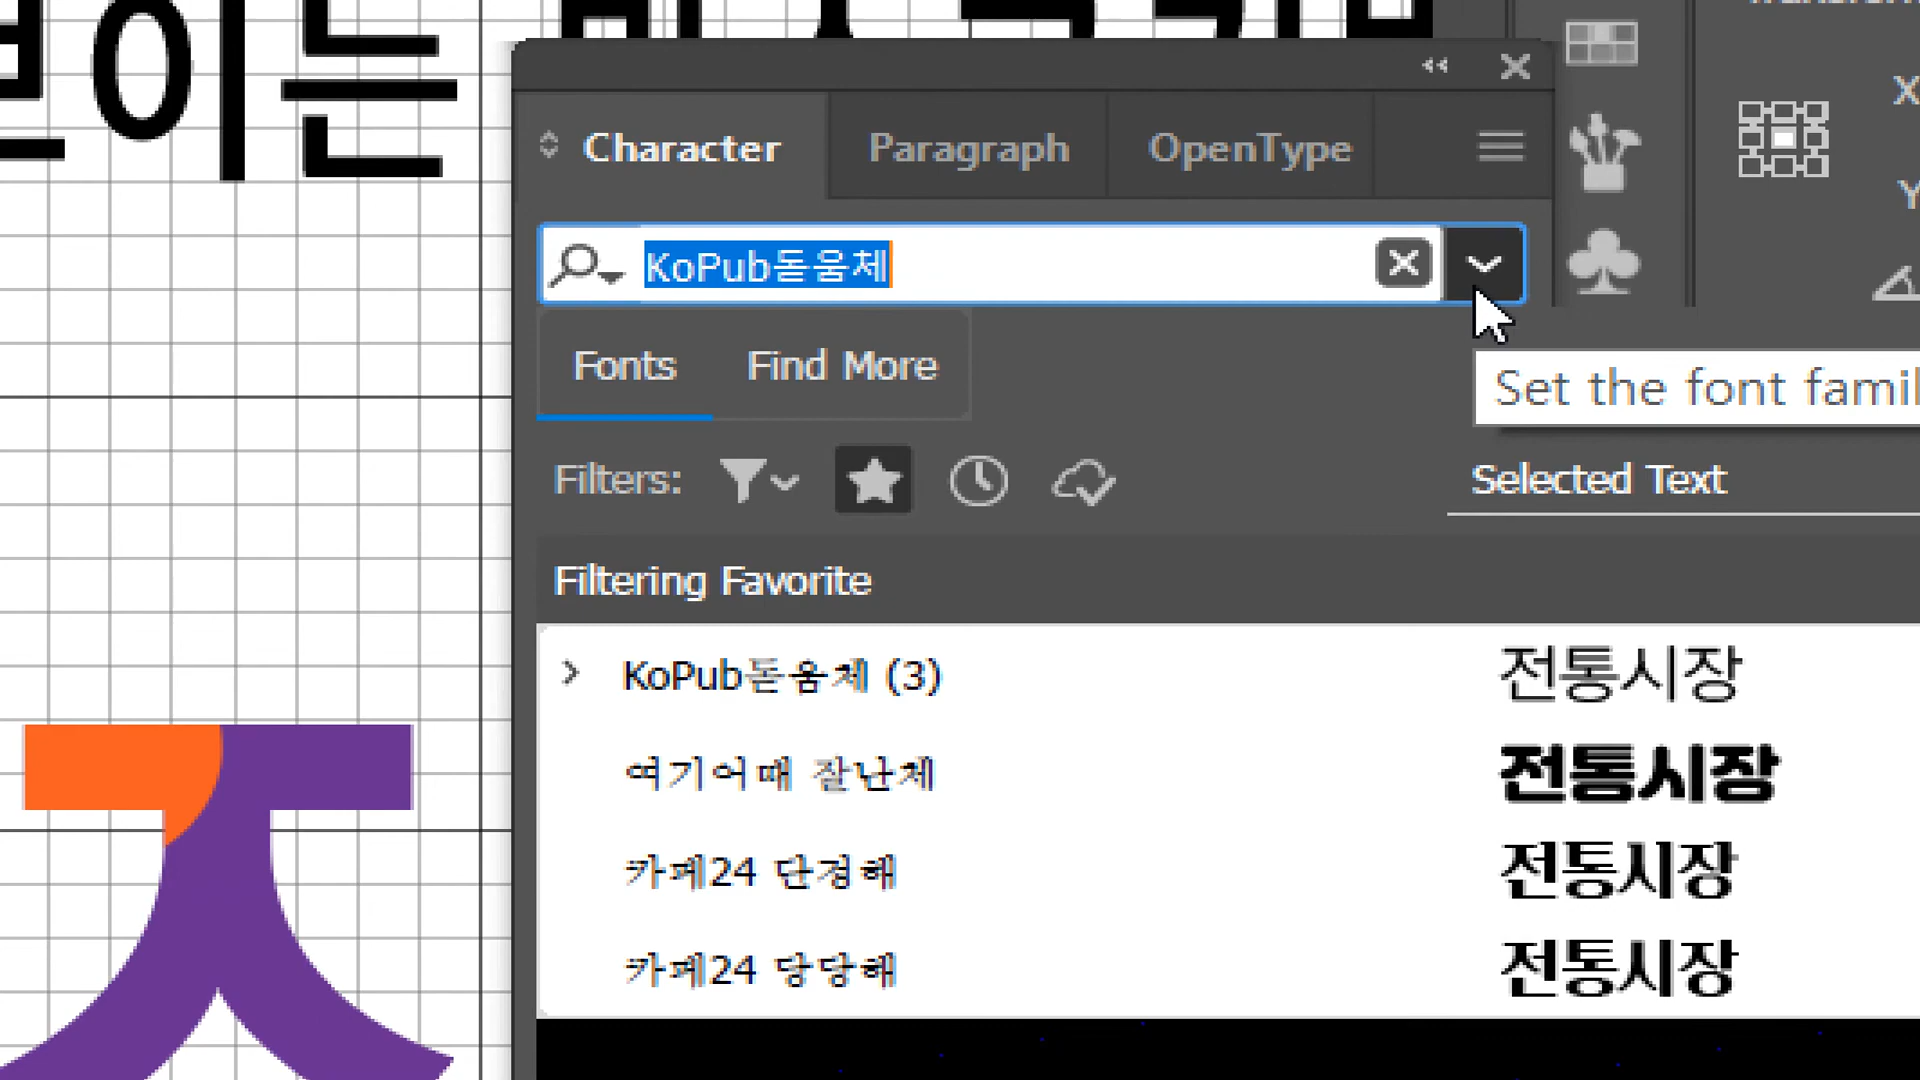 이는
Character
Paragraph
OpenType
KoPub돋움체
Fonts
Find More
Set the font famil
Filters:
Selected Text
Filtering Favorite
KoPub돋움체 (3)
전통시장
여기어때 잘난체
전통시장
카페24 단정해
전통시장
카페24 당당해
전통시장
X
Y